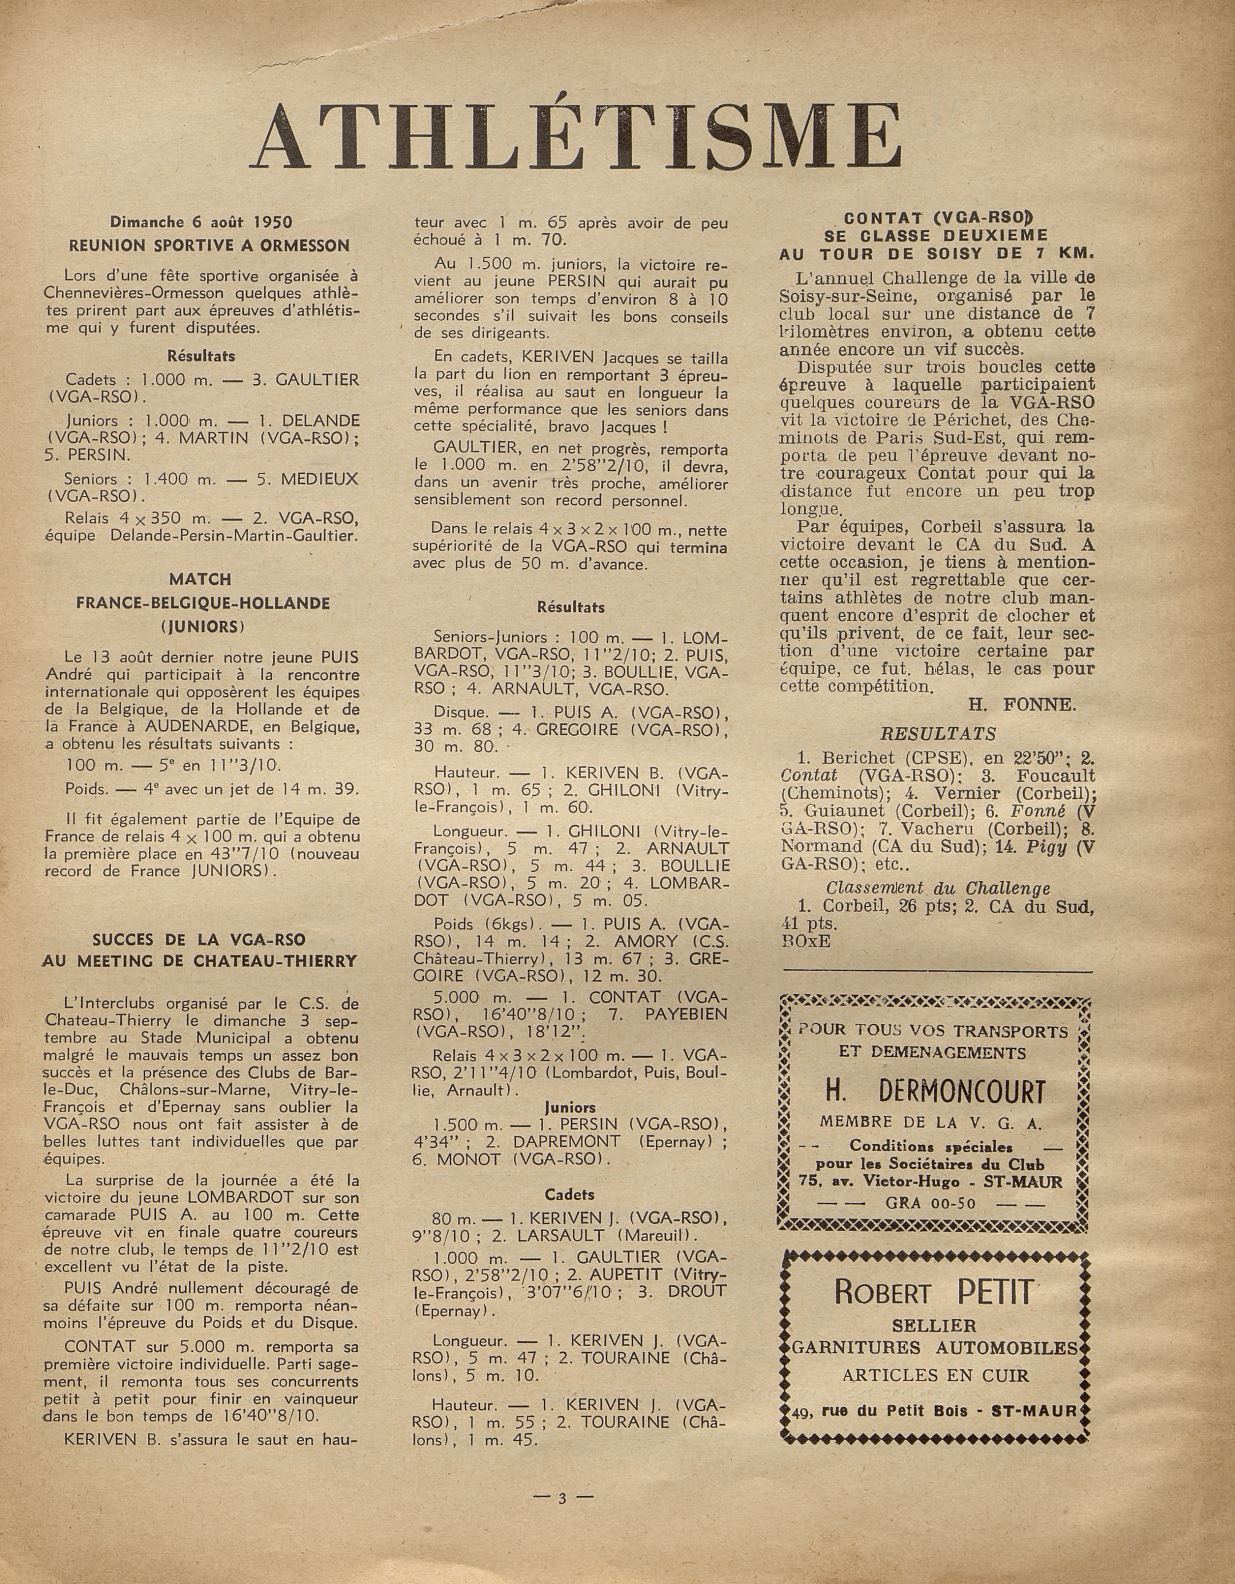 ATHLÉTISME
Dimanche 6 août 1950
REUNION SPORTIVE A ORMESSON
Lors d'une fête sportive organisée à
Chennevières-Ormesson quelques athlè-
tes prirent part aux épreuves d'athlétis-
me qui y furent disputées.
Résultats
Cadets : 1.000 m. — 3. GAULTIER
(VGA-RSO).
Juniors : 1.000 m. — 1. DELANDE
(VGA-RSO) ; 4. MARTIN (VGA-RSO) ;
5. PERSIN.
Seniors : 1.400 m. — 5. MEDIEUX
(VGA-RSO).
Relais 4 x 350 m. — 2. VGA-RSO,
équipe Delande-Persin-Martin-Gaultier.
MATCH
FRANCE-BELGIQUE-HOLLANDE
(JUNIORS)
Le 13 août dernier notre jeune PUIS
André qui participait à la rencontre
internationale qui opposèrent les équipes
de la Belgique, de la Hollande et de
la France à AUDENARDE, en Belgique,
a obtenu les résultats suivants :
100 m. — 5e en 11''3/10.
Poids. — 4e avec un jet de 14 m. 39.
Il fit également partie de l'Equipe de
France de relais 4 x 100 m. qui a obtenu
la première place en 43''7/10 (nouveau
record de France JUNIORS).
SUCCES DE LA VGA-RSO
AU MEETING DE CHATEAU-THIERRY
L'Interclubs organisé par le C.S. de
Chateau-Thierry le dimanche 3 sep-
tembre au Stade Municipal a obtenu
malgré le mauvais temps un assez bon
succès et la présence des Clubs de Bar-
le-Duc, Châlons-sur-Marne, Vitry-le-
François et d'Epernay sans oublier la
VGA-RSO nous ont fait assister à de
belles luttes tant individuelles que par
équipes.
La surprise de la journée a été la
victoire du jeune LOMBARDOT sur son
camarade PUIS A. au 100 m. Cette
épreuve vit en finale quatre coureurs
de notre club, le temps de 11''2/10 est
excellent vu l'état de la piste.
PUIS André nullement découragé de
sa défaite sur 100 m. remporta néan-
moins l'épreuve du Poids et du Disque.
CONTAT sur 5.000 m. remporta sa
première victoire individuelle. Parti sage-
ment, il remonta tous ses concurrents
petit à petit pour finir en vainqueur
dans le bon temps de 16'40''8/10.
KERIVEN B. s'assura le saut en hau-
teur avec 1 m. 65 après avoir de peu
échoué à 1 m. 70.
Au 1.500 m. juniors, la victoire re-
vient au jeune PERSIN qui aurait pu
améliorer son temps d'environ 8 à 10
secondes s'il suivait les bons conseils
de ses dirigeants.
En cadets, KERIVEN Jacques se tailla
la part du lion en remportant 3 épreu-
ves, il réalisa au saut en longueur la
même performance que les seniors dans
cette spécialité, bravo Jacques !
GAULTIER, en net progrès, remporta
le 1.000 m. en 2'58''2/10, il devra,
dans un avenir très proche, améliorer
sensiblement son record personnel.
Dans le relais 4 x 3 x 2 x 100 m., nette
supériorité de la VGA-RSO qui termina
avec plus de 50 m. d'avance.
Résultats
Seniors-Juniors : 100 m. — 1. LOM-
BARDOT, VGA-RSO, 11''2/10; 2. PUIS,
VGA-RSO, 11''3/10; 3. BOULLIE, VGA-
RSO ; 4. ARNAULT, VGA-RSO.
Disque. — 1. PUIS A. (VGA-RSO),
33 m. 68 ; 4. GREGOIRE (VGA-RSO),
30 m. 80.
Hauteur. — 1. KERIVEN B. (VGA-
RSO), 1 m. 65 ; 2. GHILONI (Vitry-
le-François), 1 m. 60.
Longueur. — 1. GHILONI (Vitry-le-
François), 5 m. 47 ; 2. ARNAULT
(VGA-RSO), 5 m. 44 ; 3. BOULLIE
(VGA-RSO), 5 m. 20 ; 4. LOMBAR-
DOT (VGA-RSO), 5 m. 05.
Poids (6kgs). — 1. PUIS A. (VGA-
RSO), 14 m. 14 ; 2. AMORY (C.S.
Château-Thierry), 13 m. 67 ; 3. GRE-
GOIRE (VGA-RSO), 12 m. 30.
5.000 m. — 1. CONTAT (VGA-
RSO), 16'40''8/10 ; 7. PAYEBIEN
(VGA-RSO), 18'12''.
Relais 4 x 3 x 2 x 100 m. — 1. VGA-
RSO, 2'11''4/10 (Lombardot, Puis, Boul-
lie, Arnault).
Juniors
1.500 m. — 1. PERSIN (VGA-RSO),
4'34'' ; 2. DAPREMONT (Epernay) ;
6. MONOT (VGA-RSO).
Cadets
80 m. — 1. KERIVEN J. (VGA-RSO),
9''8/10 ; 2. LARSAULT (Mareuil).
1.000 m. — 1. GAULTIER (VGA-
RSO), 2'58''2/10 ; 2. AUPETIT (Vitry-
le-François), 3'07''6/10 ; 3. DROUT
(Epernay).
Longueur. — 1. KERIVEN J. (VGA-
RSO), 5 m. 47 ; 2. TOURAINE (Châ-
lons), 5 m. 10.
Hauteur. — 1. KERIVEN J. (VGA-
RSO), 1 m. 55 ; 2. TOURAINE (Châ-
lons), 1 m. 45.
CONTAT (VGA-RSO)
SE CLASSE DEUXIEME
AU TOUR DE SOISY DE 7 KM.
L'annuel Challenge de la ville de
Soisy-sur-Seine, organisé par le
club local sur une distance de 7
kilomètres environ, a obtenu cette
année encore un vif succès.
Disputée sur trois boucles cette
épreuve à laquelle participaient
quelques coureurs de la VGA-RSO
vit la victoire de Périchet, des Che-
minots de Paris Sud-Est, qui rem-
porta de peu l'épreuve devant no-
tre courageux Contat pour qui la
distance fut encore un peu trop
longue.
Par équipes, Corbeil s'assura la
victoire devant le CA du Sud. A
cette occasion, je tiens à mention-
ner qu'il est regrettable que cer-
tains athlètes de notre club man-
quent encore d'esprit de clocher et
qu'ils privent, de ce fait, leur sec-
tion d'une victoire certaine par
équipe, ce fut, hélas, le cas pour
cette compétition.
H. FONNE.
RESULTATS
1. Berichet (CPSE), en 22'50''; 2.
Contat (VGA-RSO); 3. Foucault
(Cheminots); 4. Vernier (Corbeil);
5. Guiaunet (Corbeil); 6. Fonné (V
GA-RSO); 7. Vacheru (Corbeil); 8.
Normand (CA du Sud); 14. Pigy (V
GA-RSO); etc..
Classement du Challenge
1. Corbeil, 26 pts; 2. CA du Sud,
41 pts.
BOxE
POUR TOUS VOS TRANSPORTS
ET DEMENAGEMENTS
H. DERMONCOURT
MEMBRE DE LA V. G. A.
-- Conditions spéciales —
pour les Sociétaires du Club
75, av. Victor-Hugo - ST-MAUR
— — GRA 00-50 — —
ROBERT PETIT
SELLIER
GARNITURES AUTOMOBILES
ARTICLES EN CUIR
49, rue du Petit Bois - ST-MAUR
— 3 —